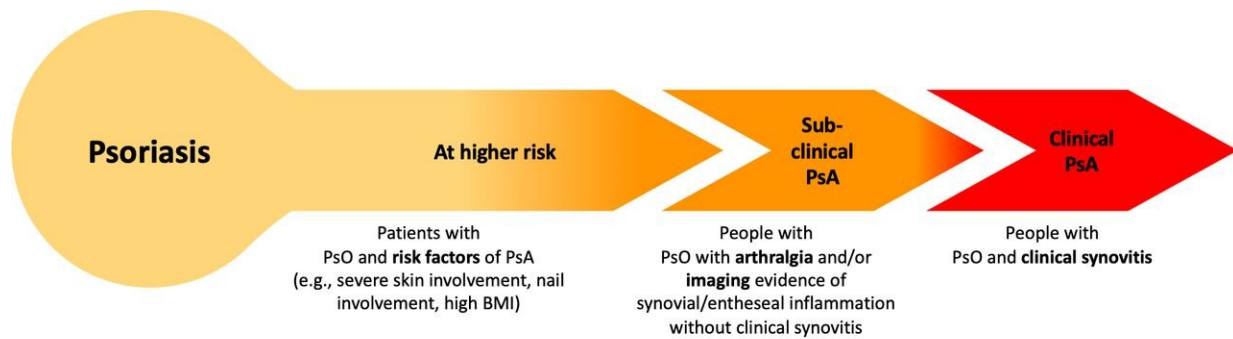 Psoriasis
At higher risk
Sub-
clinical
PsA
Clinical
PsA
Patients with
PsO and risk factors of PsA
(e.g., severe skin involvement, nail
involvement, high BMI)
People with
PsO with arthralgia and/or
imaging evidence of
synovial/entheseal inflammation
without clinical synovitis
People with
PsO and clinical synovitis